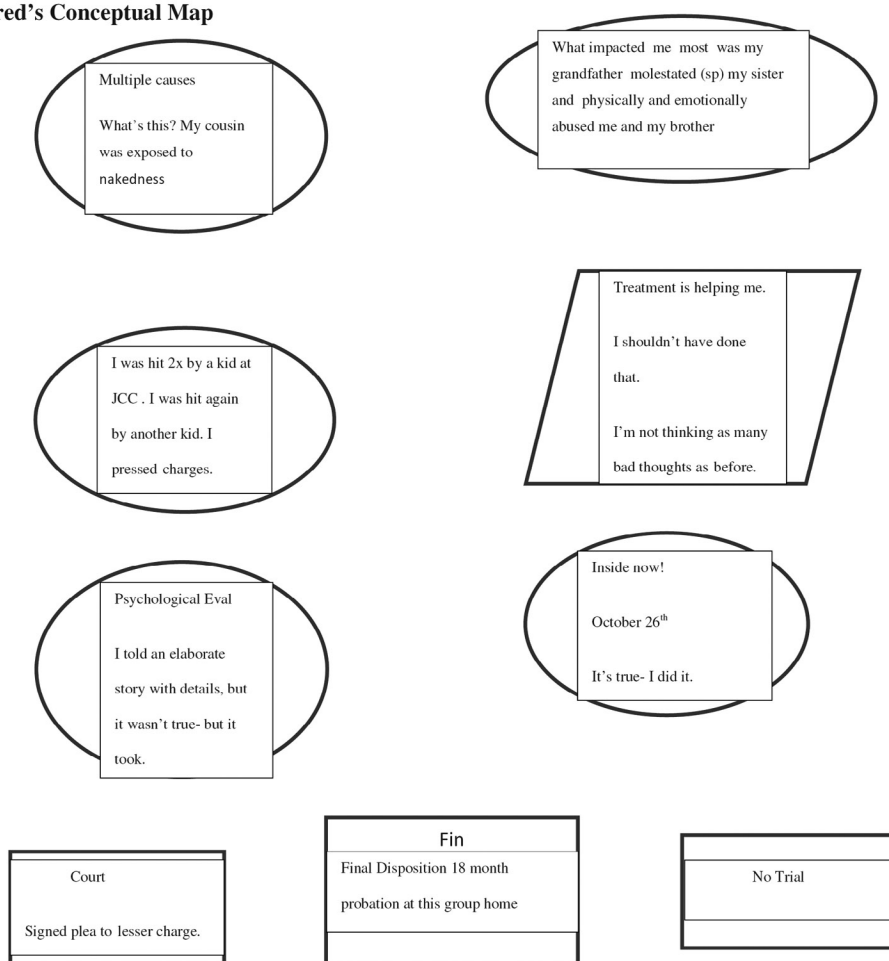 red's Conceptual Map
Multiple causes
What's this? My cousin
was exposed to
nakedness
What impacted me most was my
grandfather molestated (sp) my sister
and physically and emotionally
abused me and my brother
I was hit 2x by a kid at
JCC . I was hit again
by another kid. I
pressed charges.
Treatment is helping me.
I shouldn't have done
that.
I'm not thinking as many
bad thoughts as before.
Psychological Eval
I told an elaborate
story with details, but
it wasn't true- but it
took.
Inside now!
October 26th
It's true- I did it.
Court
Signed plea to lesser charge.
Fin
Final Disposition 18 month
probation at this group home
No Trial